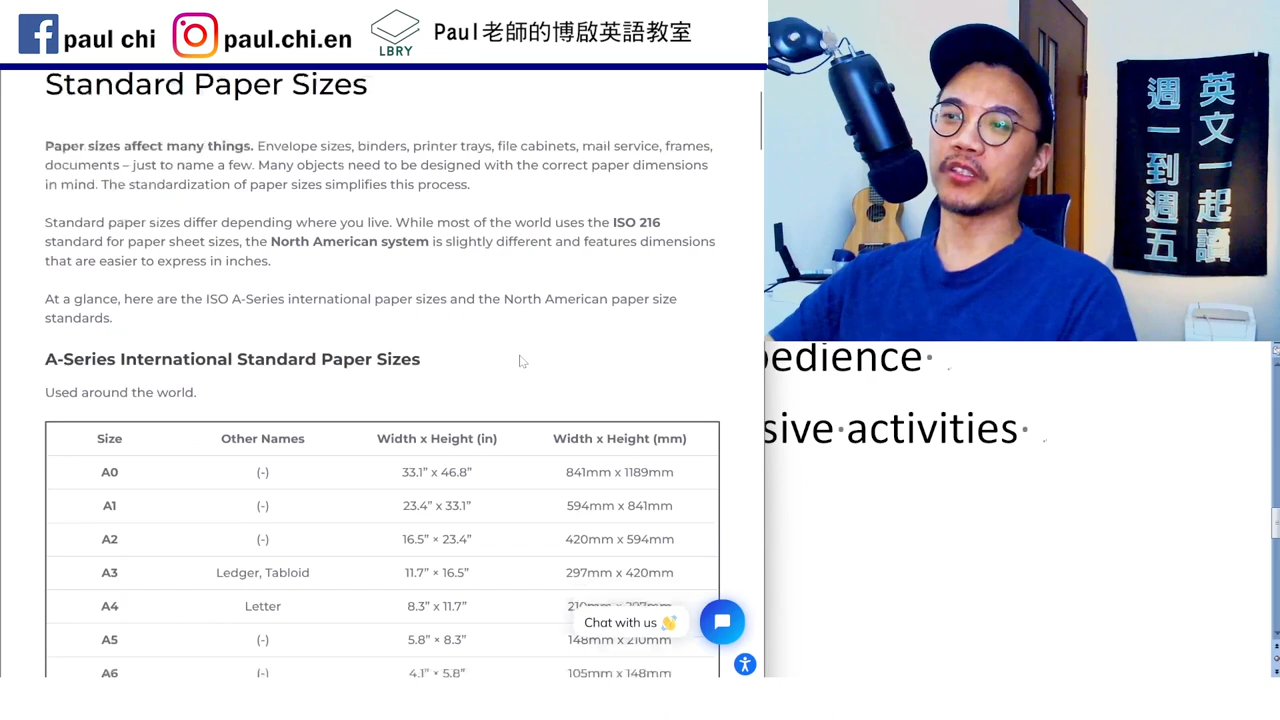 paul chi
paul.chi.en
LBRY
Paul老師的博啟英語教室
Standard Paper Sizes
Paper sizes affect many things. Envelope sizes, binders, printer trays, file cabinets, mail service, frames,
documents – just to name a few. Many objects need to be designed with the correct paper dimensions
in mind. The standardization of paper sizes simplifies this process.
Standard paper sizes differ depending where you live. While most of the world uses the ISO 216
standard for paper sheet sizes, the North American system is slightly different and features dimensions
that are easier to express in inches.
At a glance, here are the ISO A-Series international paper sizes and the North American paper size
standards.
A-Series International Standard Paper Sizes
Used around the world.
Size Other Names Width x Height (in) Width x Height (mm)
A0 (-) 33.1” x 46.8” 841mm x 1189mm
A1 (-) 23.4” x 33.1” 594mm x 841mm
A2 (-) 16.5” x 23.4” 420mm x 594mm
A3 Ledger, Tabloid 11.7” × 16.5” 297mm x 420mm
A4 Letter 8.3” x 11.7” 210mm x 297mm
Chat with us 👋
A5 (-) 5.8” × 8.3” 148mm x 210mm
A6 (-) 4.1” × 5.8” 105mm x 148mm
英文一起讀
週一到週五
bedience
sive activities